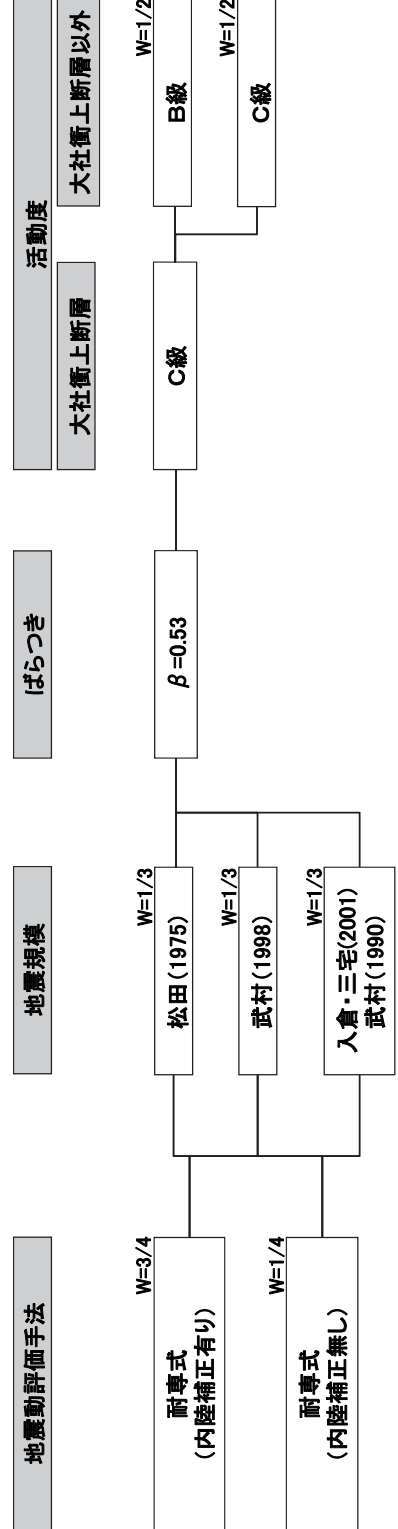 地震動評価手法
地震規模
ばらつき
活動度
大社衝上断層
大社衝上断層以外
W=3/4
耐専式
(内陸補正有り)
W=1/4
耐専式
(内陸補正無し)
W=1/3
松田(1975)
W=1/3
武村(1998)
W=1/3
入倉・三宅(2001)
武村(1990)
β=0.53
C級
W=1/2
B級
W=1/2
C級